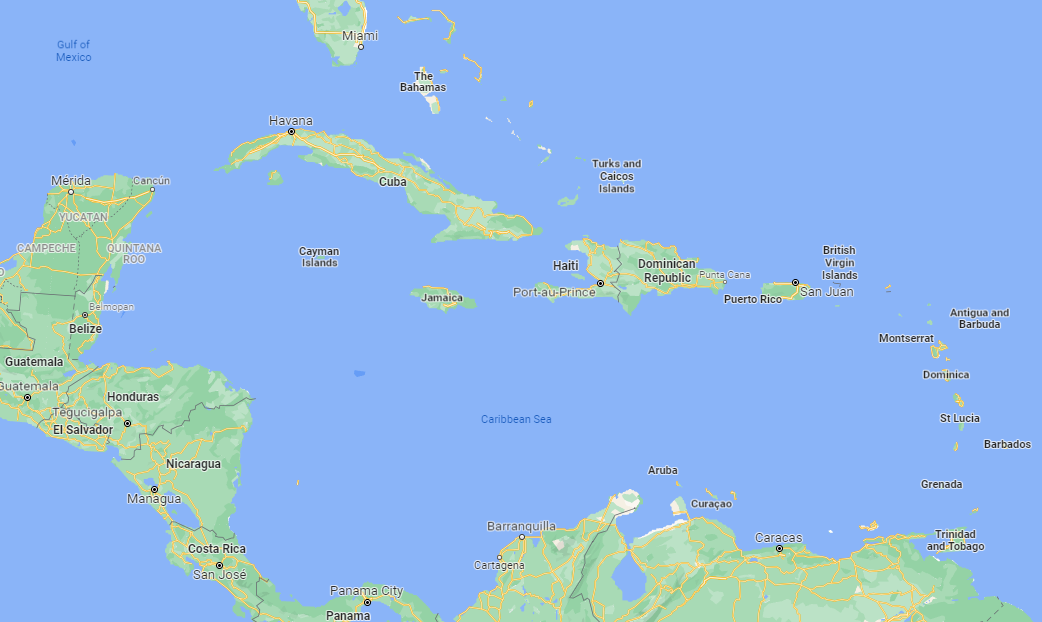 Miami
Gulf of
Mexico
The
Bahamas
Havana
Turks and
Caicos
Islands
Cuba
Mérida
Cancún
YUCATAN
CAMPECHE
QUINTANA
ROO
Cayman
Islands
British
Virgin
Islands
Haiti
Dominican
Republic
Punta Cana
Port-au-Prince
Jamaica
San Juan
Puerto Rico
Belmopan
Belize
Antigua and
Barbuda
Montserrat
Guatemala
Dominica
Guatemala
Honduras
Tegucigalpa
El Salvador
Caribbean Sea
St Lucia
Barbados
Nicaragua
Aruba
Grenada
Managua
Curaçao
Barranquilla
Caracas
Trinidad
and Tobago
Costa Rica
San José
Cartagena
Panama City
Panama